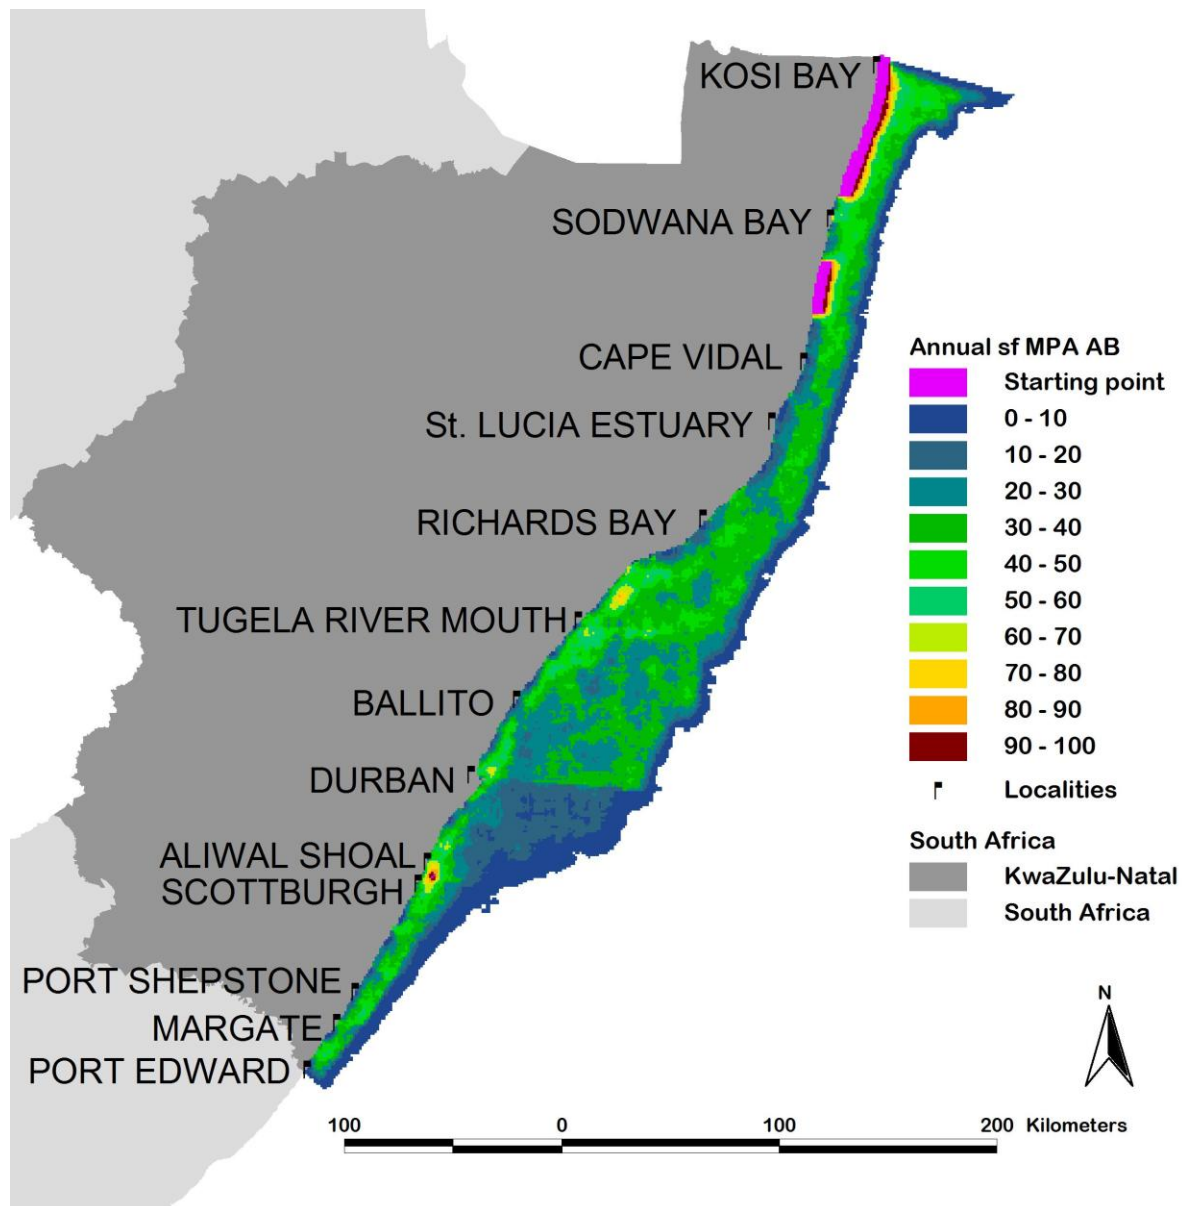 KOSI BAY
SODWANA BAY
CAPE VIDAL
St. LUCIA ESTUARY
RICHARDS BAY
TUGELA RIVER MOUTH
BALLITO
DURBAN
ALIWAL SHOAL
SCOTTBURGH
PORT SHEPSTONE
MARGATE
PORT EDWARD
Annual sf MPA AB
Starting point
0 - 10
10 - 20
20 - 30
30 - 40
40 - 50
50 - 60
60 - 70
70 - 80
80 - 90
90 - 100
Localities
South Africa
KwaZulu-Natal
South Africa
N
100 0 100 200 Kilometers